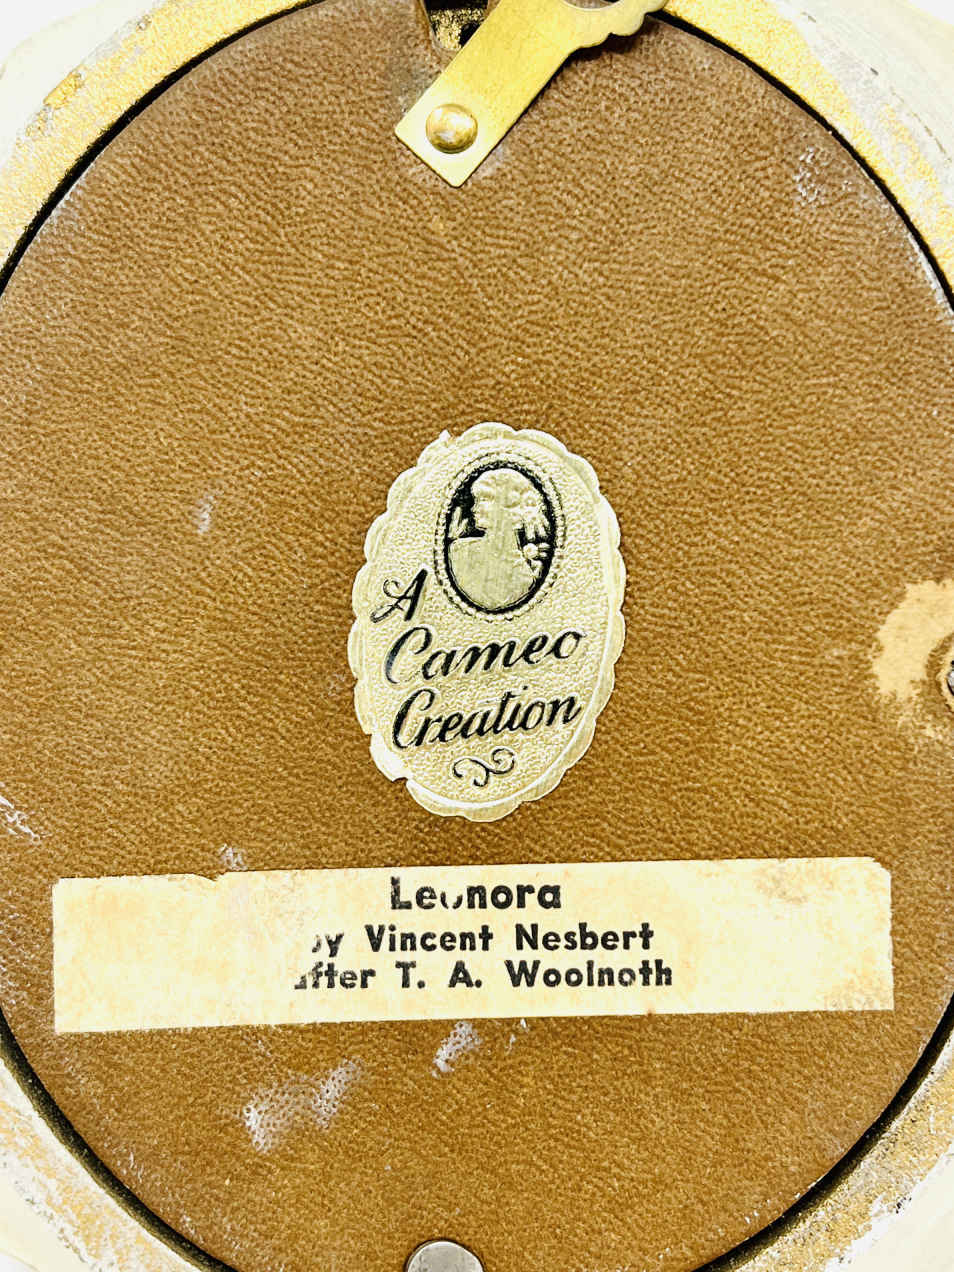 A
Cameo
Creation
Leonora
by Vincent Nesbert
after T. A. Woolnoth